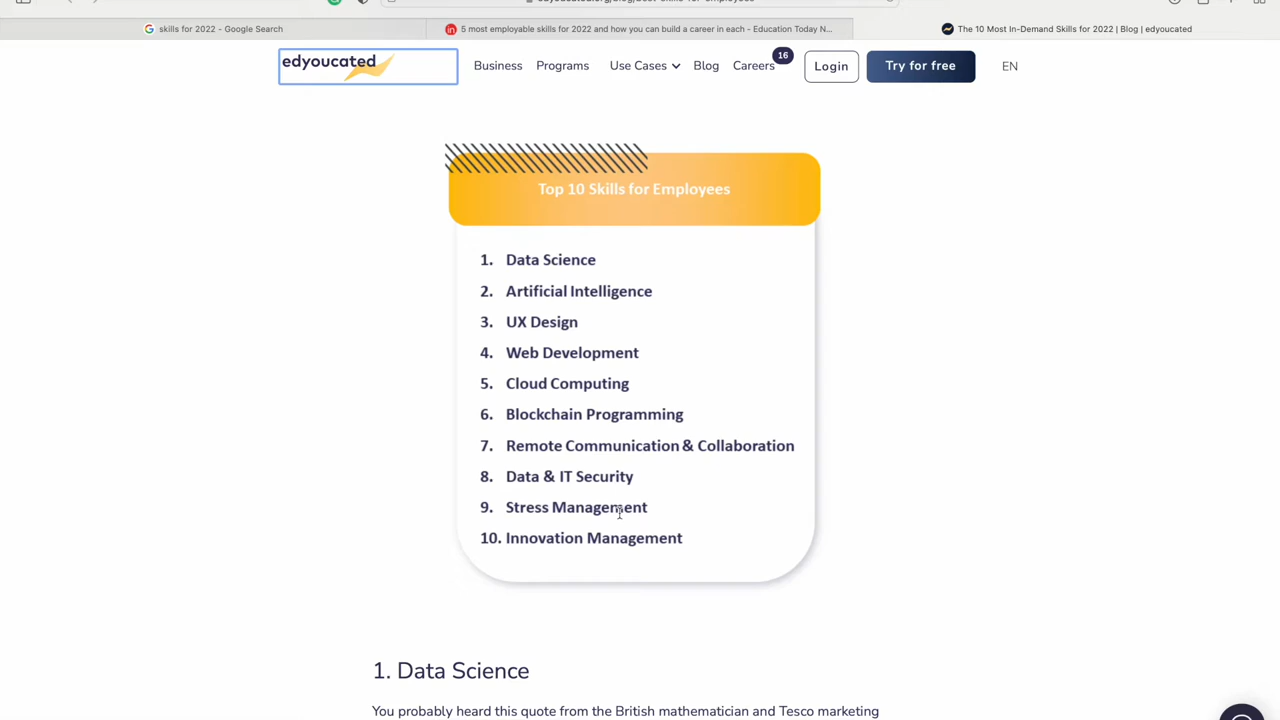 skills for 2022 - Google Search
5 most employable skills for 2022 and how you can build a career in each - Education Today N...
The 10 Most In-Demand Skills for 2022 | Blog | edyoucated
edyoucated
Business
Programs
Use Cases
Blog
Careers
16
Login
Try for free
EN
Top 10 Skills for Employees
1. Data Science
2. Artificial Intelligence
3. UX Design
4. Web Development
5. Cloud Computing
6. Blockchain Programming
7. Remote Communication & Collaboration
8. Data & IT Security
9. Stress Management
10. Innovation Management
1. Data Science
You probably heard this quote from the British mathematician and Tesco marketing